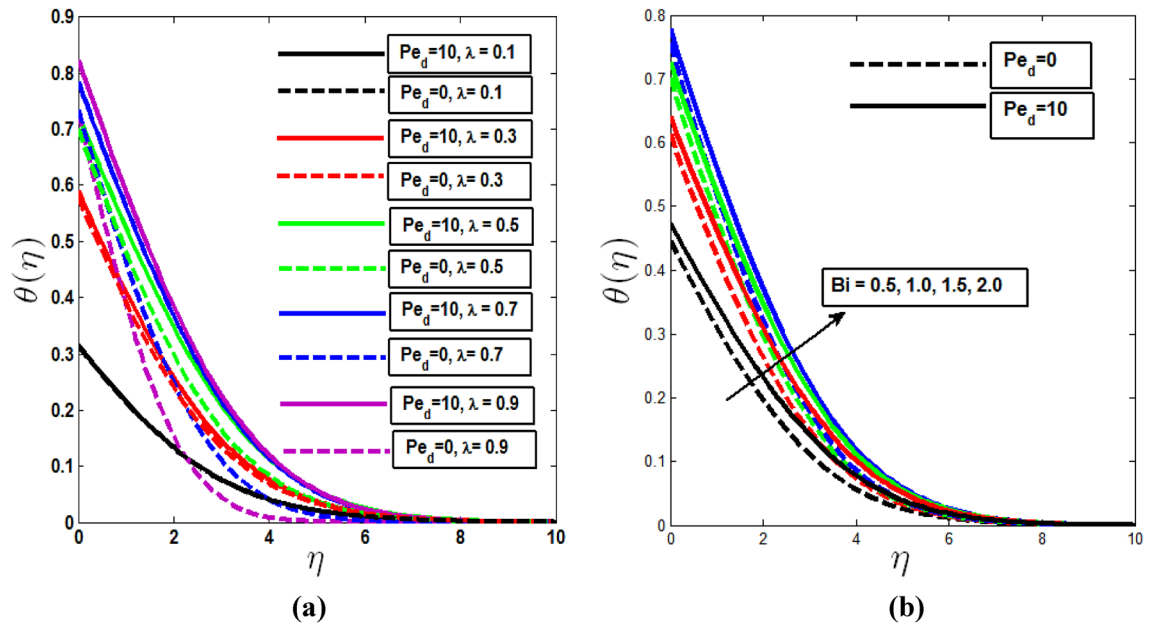 0.9
0.8
0.7
0.6
0.5
0.4
0.3
0.2
0.1
0
0 2 4 6 8 10
θ(η)
η
Pe_d=10, λ = 0.1
Pe_d=0, λ = 0.1
Pe_d=10, λ = 0.3
Pe_d=0, λ = 0.3
Pe_d=10, λ = 0.5
Pe_d=0, λ = 0.5
Pe_d=10, λ = 0.7
Pe_d=0, λ = 0.7
Pe_d=10, λ = 0.9
Pe_d=0, λ = 0.9
(a)
0.8
0.7
0.6
0.5
0.4
0.3
0.2
0.1
0
0 2 4 6 8 10
θ(η)
η
Pe_d=0
Pe_d=10
Bi = 0.5, 1.0, 1.5, 2.0
(b)